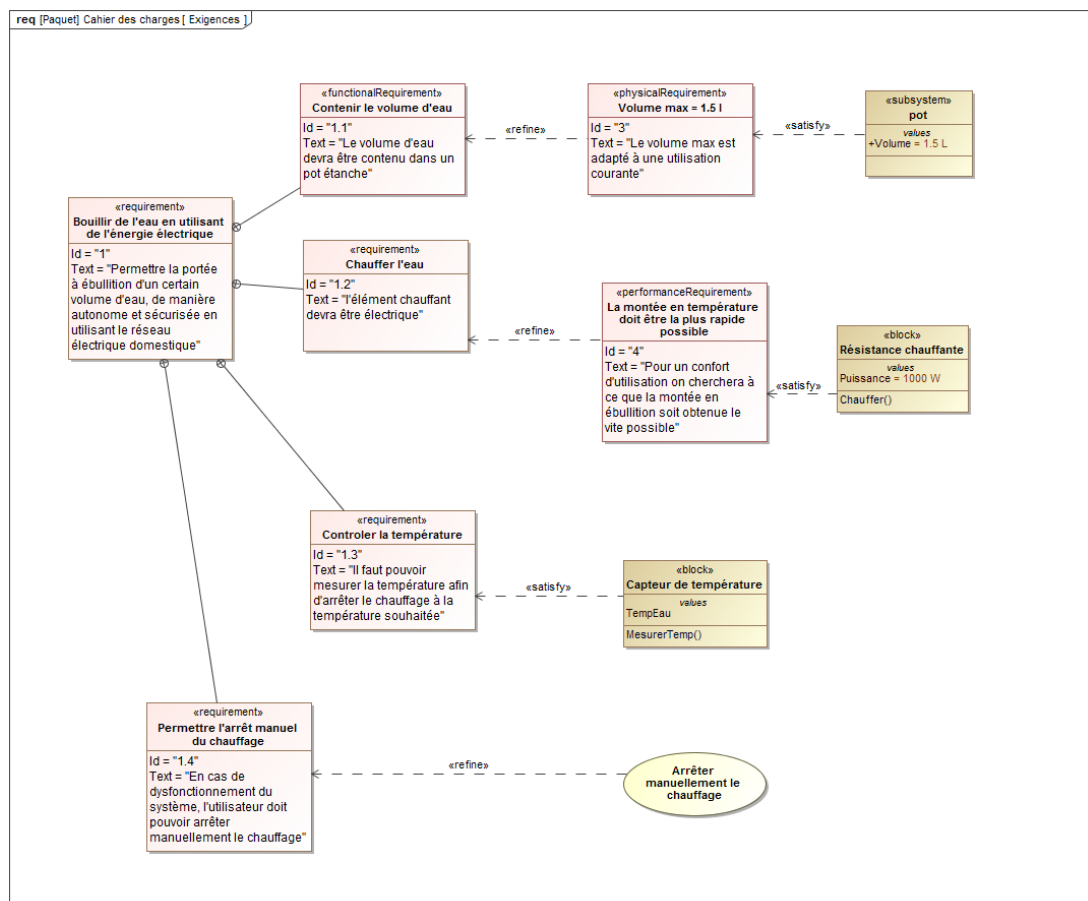 req [Paquet] Cahier des charges [ Exigences ]
«functionalRequirement»
Contenir le volume d'eau
Id = "1.1"
Text = "Le volume d'eau
devra être contenu dans un
pot étanche"
«refine»
«physicalRequirement»
Volume max = 1.5 l
Id = "3"
Text = "Le volume max est
adapté à une utilisation
courante"
«satisfy»
«subsystem»
pot
values
+Volume = 1.5 L
«requirement»
Bouillir de l'eau en utilisant
de l'énergie électrique
Id = "1"
Text = "Permettre la portée
à ébullition d'un certain
volume d'eau, de manière
autonome et sécurisée en
utilisant le réseau
électrique domestique"
«requirement»
Chauffer l'eau
Id = "1.2"
Text = "l'élément chauffant
devra être électrique"
«refine»
«performanceRequirement»
La montée en température
doit être la plus rapide
possible
Id = "4"
Text = "Pour un confort
d'utilisation on cherchera à
ce que la montée en
ébullition soit obtenue le
vite possible"
«satisfy»
«block»
Résistance chauffante
values
Puissance = 1000 W
Chauffer()
«requirement»
Controler la température
Id = "1.3"
Text = "Il faut pouvoir
mesurer la température afin
d'arrêter le chauffage à la
température souhaitée"
«satisfy»
«block»
Capteur de température
values
TempEau
MesurerTemp()
«requirement»
Permettre l'arrêt manuel
du chauffage
Id = "1.4"
Text = "En cas de
dysfonctionnement du
système, l'utilisateur doit
pouvoir arrêter
manuellement le chauffage"
«refine»
Arrêter
manuellement le
chauffage